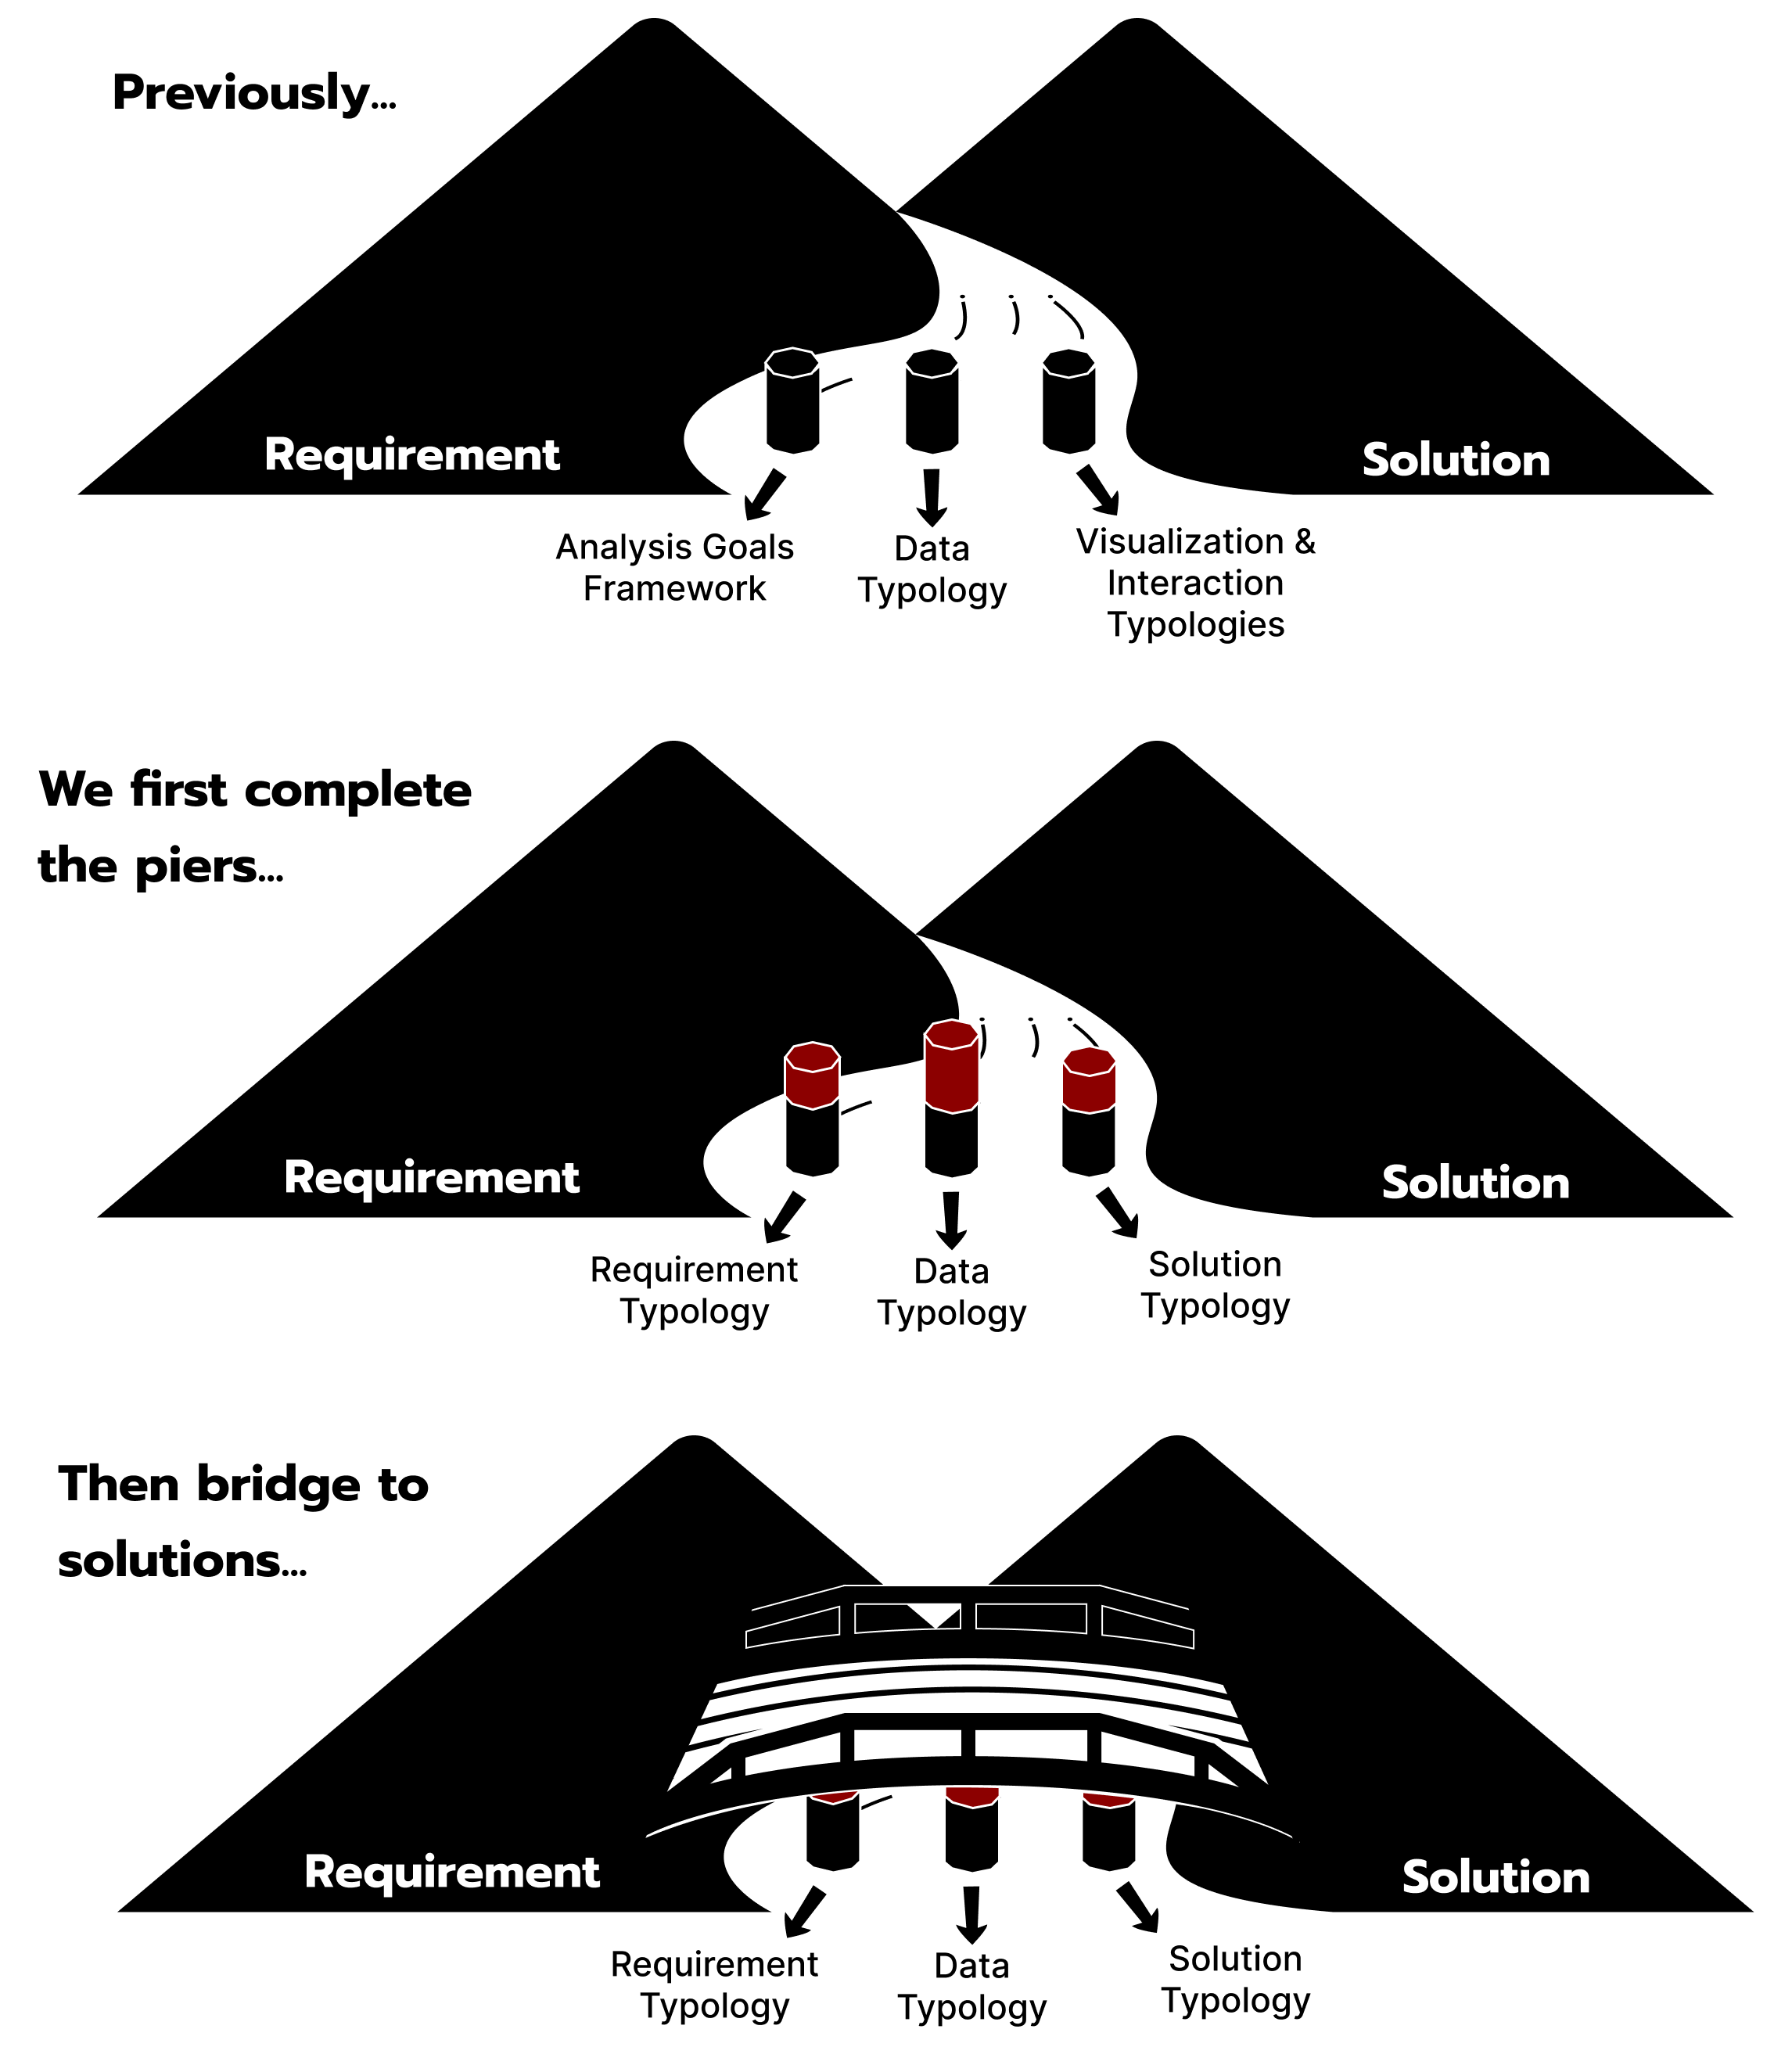 Previously...
Requirement
Solution
Analysis Goals
Framework
Data
Typology
Visualization &
Interaction
Typologies
We first complete
the piers...
Requirement
Solution
Requirement
Typology
Data
Typology
Solution
Typology
Then bridge to
solutions...
Requirement
Solution
Requirement
Typology
Data
Typology
Solution
Typology